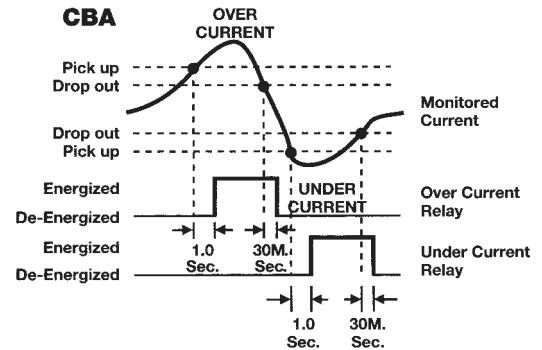 CBA
OVER
CURRENT
Pick up
Drop out
Monitored
Current
Drop out
Pick up
Energized
UNDER
CURRENT
Over Current
Relay
De-Energized
1.0
Sec.
30M.
Sec.
Energized
Under Current
Relay
De-Energized
1.0
Sec.
30M.
Sec.